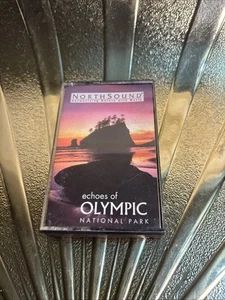 NORTHSOUND
echoes of
OLYMPIC
NATIONAL PARK